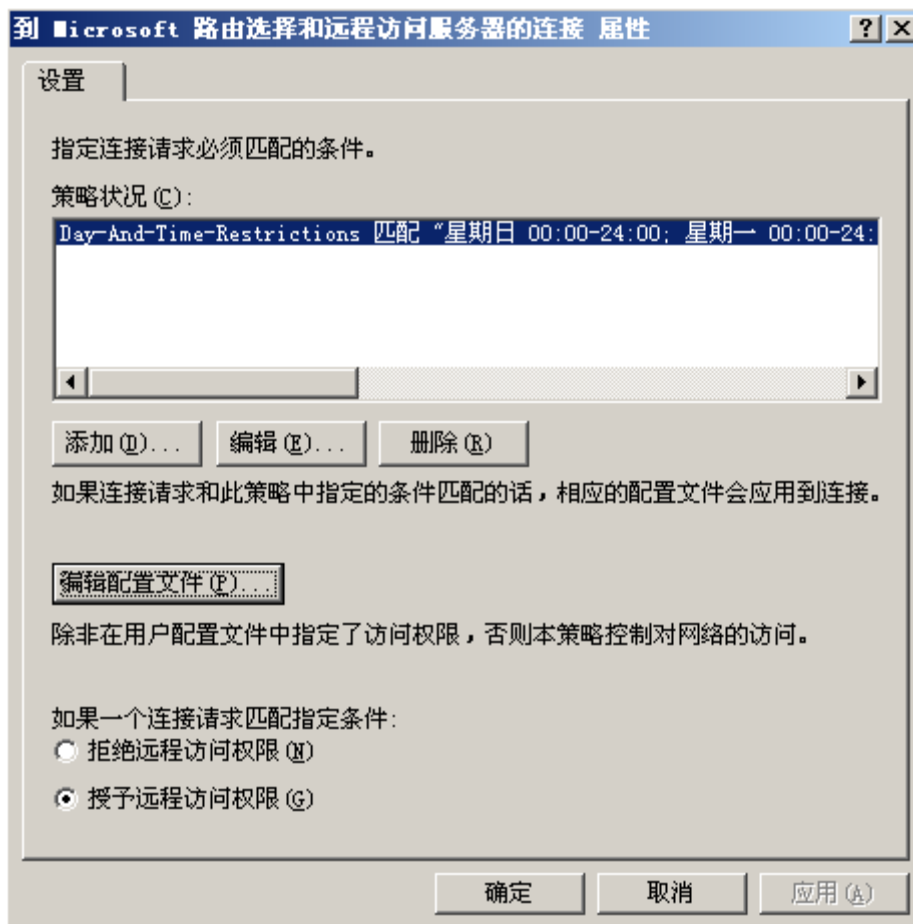 到 Microsoft 路由选择和远程访问服务器的连接 属性
设置
指定连接请求必须匹配的条件。
策略状况(C):
Day-And-Time-Restrictions 匹配 “星期日 00:00-24:00; 星期一 00:00-24:
添加(D)... 编辑(E)... 删除(R)
如果连接请求和此策略中指定的条件匹配的话，相应的配置文件会应用到连接。
编辑配置文件(P)...
除非在用户配置文件中指定了访问权限，否则本策略控制对网络的访问。
如果一个连接请求匹配指定条件:
拒绝远程访问权限(N)
授予远程访问权限(G)
确定 取消 应用(A)